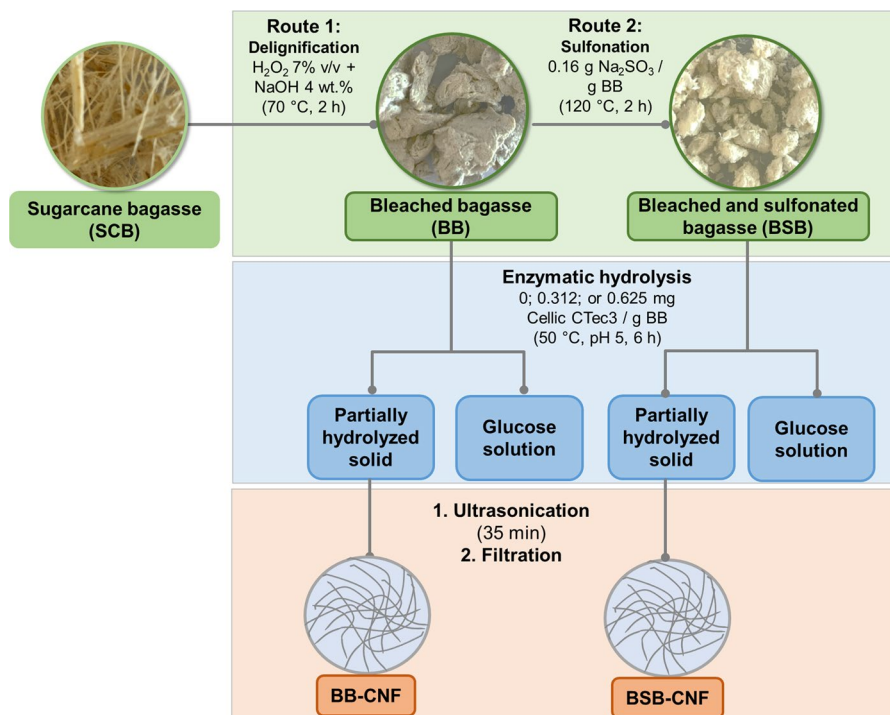 Route 1:
Delignification
H₂O₂ 7% v/v +
NaOH 4 wt.%
(70 °C, 2 h)
Route 2:
Sulfonation
0.16 g Na₂SO₃ /
g BB
(120 °C, 2 h)
Sugarcane bagasse
(SCB)
Bleached bagasse
(BB)
Bleached and sulfonated
bagasse (BSB)
Enzymatic hydrolysis
0; 0.312; or 0.625 mg
Cellic CTec3 / g BB
(50 °C, pH 5, 6 h)
Partially
hydrolyzed
solid
Glucose
solution
Partially
hydrolyzed
solid
Glucose
solution
1. Ultrasonication
(35 min)
2. Filtration
BB-CNF
BSB-CNF